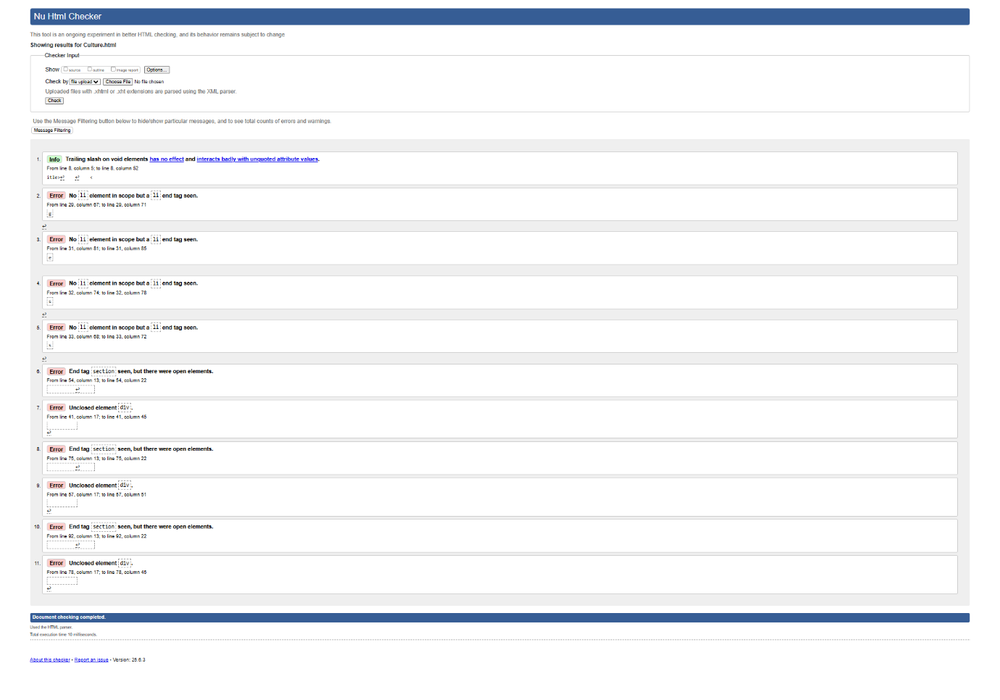 Nu Html Checker
This tool is an ongoing experiment in better HTML checking, and its behavior remains subject to change
Showing results for Culture.html
Checker Input
Show source outline image report Options...
Check by file upload Choose File No file chosen
Uploaded files with .xhtml or .xht extensions are parsed using the XML parser.
Check
Use the Message Filtering button below to hide/show particular messages, and to see total counts of errors and warnings.
Message Filtering
1. Info Trailing slash on void elements has no effect and interacts badly with unquoted attribute values.
From line 8, column 5; to line 8, column 52
itle>↩ ↩ <
2. Error No li element in scope but a li end tag seen.
From line 29, column 67; to line 29, column 71
↩
3. Error No li element in scope but a li end tag seen.
From line 31, column 81; to line 31, column 85
e
4. Error No li element in scope but a li end tag seen.
From line 32, column 74; to line 32, column 78
s
↩
5. Error No li element in scope but a li end tag seen.
From line 33, column 68; to line 33, column 72
s
↩
6. Error End tag section seen, but there were open elements.
From line 54, column 13; to line 54, column 22
↩
7. Error Unclosed element div.
From line 41, column 17; to line 41, column 45
↩
8. Error End tag section seen, but there were open elements.
From line 75, column 13; to line 75, column 22
↩
9. Error Unclosed element div.
From line 57, column 17; to line 57, column 51
↩
10. Error End tag section seen, but there were open elements.
From line 92, column 13; to line 92, column 22
↩
11. Error Unclosed element div.
From line 78, column 17; to line 78, column 45
↩
Document checking completed.
Used the HTML parser.
Total execution time 10 milliseconds.
About this checker • Report an issue • Version: 25.6.3